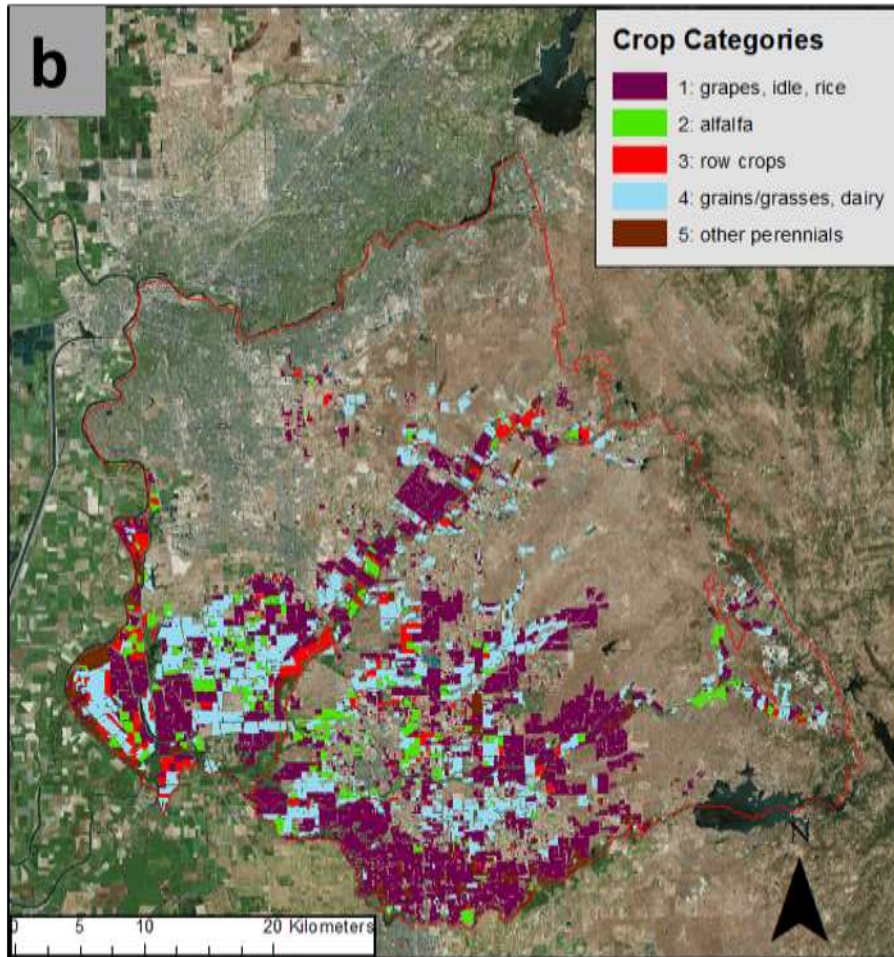 b
Crop Categories
1: grapes, idle, rice
2: alfalfa
3: row crops
4: grains/grasses, dairy
5: other perennials
N
0 5 10 20 Kilometers